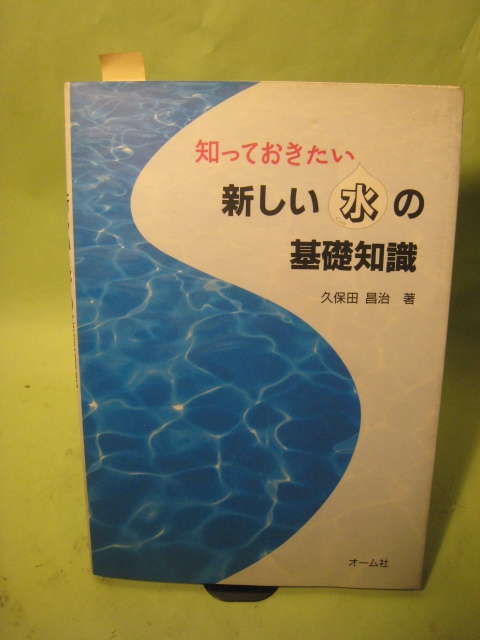 知っておきたい
新しい水の
基礎知識
久保田 昌治 著
オーム社